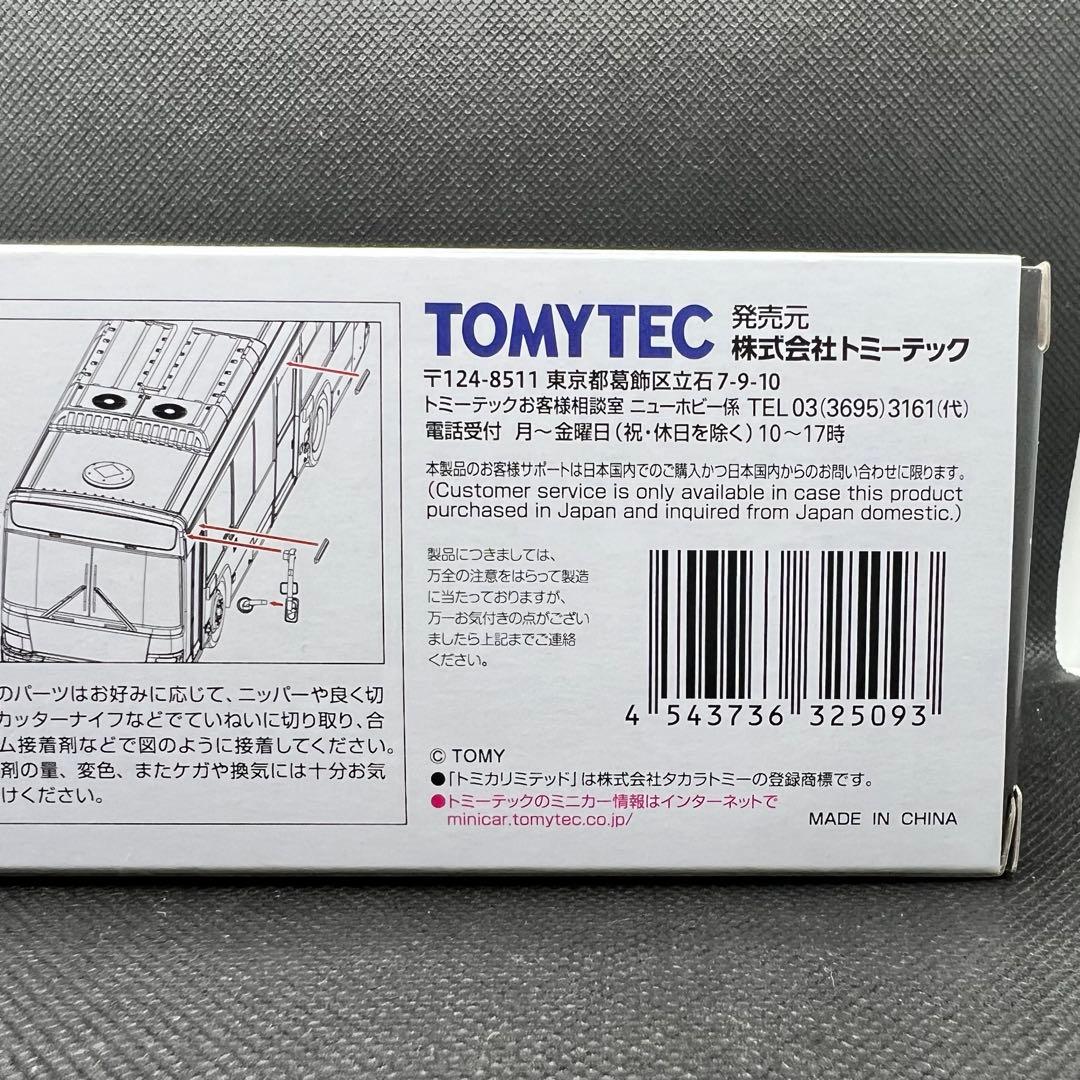 TOMYTEC 発売元
株式会社トミーテック
〒124-8511 東京都葛飾区立石7-9-10
トミーテックお客様相談室 ニューホビー係 TEL 03(3695)3161(代)
電話受付 月〜金曜日(祝・休日を除く)10〜17時
本製品のお客様サポートは日本国内でのご購入かつ日本国内からのお問い合わせに限ります。
(Customer service is only available in case this product
purchased in Japan and inquired from Japan domestic.)
製品につきましては、
万全の注意をはらって製造
に当たっておりますが、
万一お気付きの点がござい
ましたら上記までご連絡
ください。
4 543736 325093
のパーツはお好みに応じて、ニッパーや良く切
カッターナイフなどでていねいに切り取り、合
ム接着剤などで図のように接着してください。
剤の量、変色、またケガや換気には十分お気
けください。
© TOMY
●「トミカリミテッド」は株式会社タカラトミーの登録商標です。
●トミーテックのミニカー情報はインターネットで
minicar.tomytec.co.jp/
MADE IN CHINA